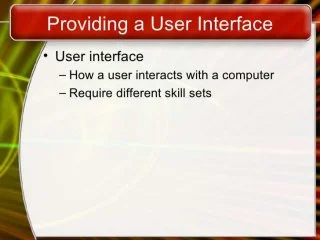 Providing a User Interface
• User interface
– How a user interacts with a computer
– Require different skill sets